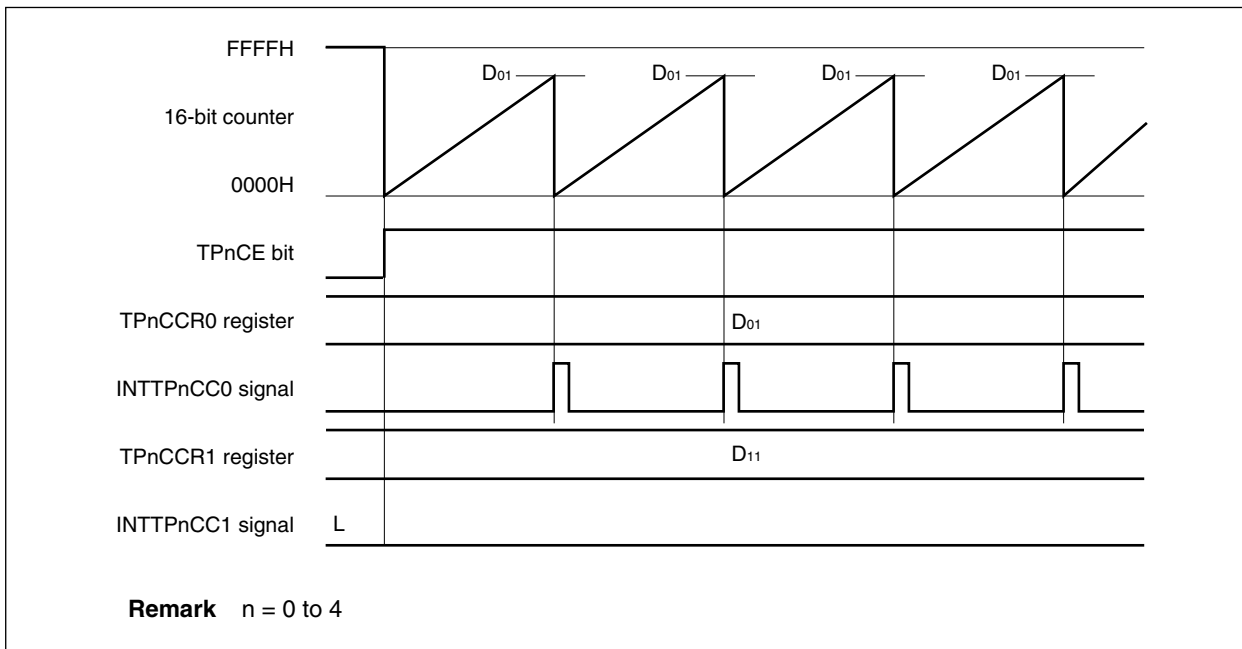 FFFFH
D01 D01 D01 D01
16-bit counter
0000H
TPnCE bit
TPnCCR0 register D01
INTTPnCC0 signal
TPnCCR1 register D11
INTTPnCC1 signal L
Remark n = 0 to 4